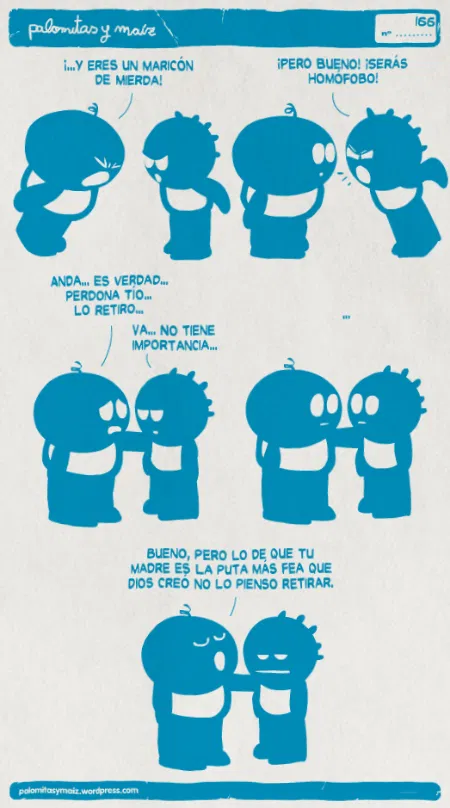 palomitas y maíz
166
nº .........
¡...Y ERES UN MARICÓN
DE MIERDA!
¡PERO BUENO! ¡SERÁS
HOMÓFOBO!
ANDA... ES VERDAD...
PERDONA TÍO...
LO RETIRO...
VA... NO TIENE
IMPORTANCIA...
...
BUENO, PERO LO DE QUE TU
MADRE ES LA PUTA MÁS FEA QUE
DIOS CREÓ NO LO PIENSO RETIRAR.
palomitasymaiz.wordpress.com